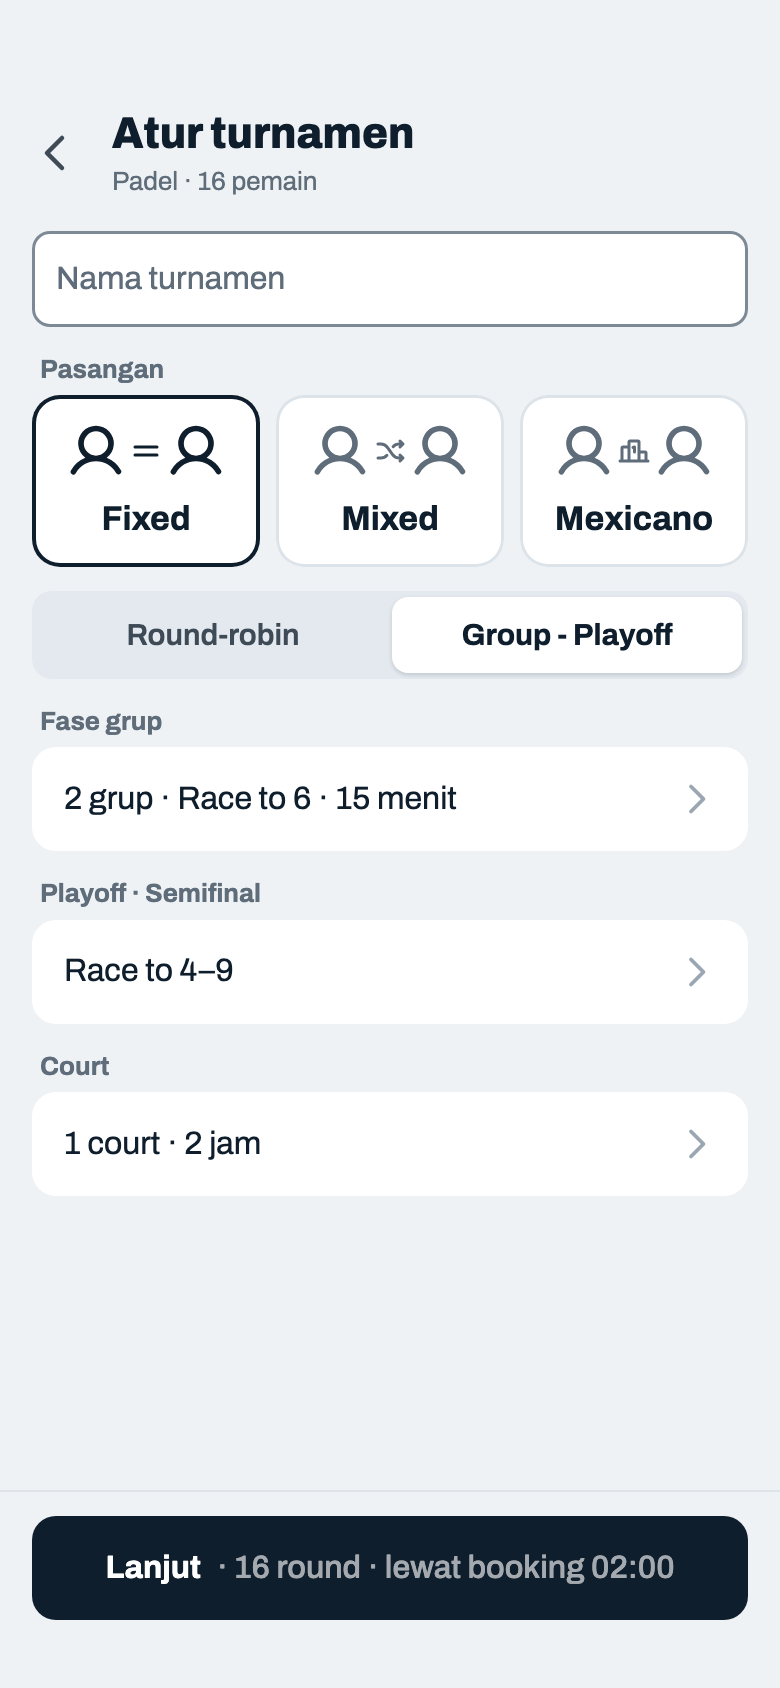 Atur turnamen
Padel · 16 pemain
Nama turnamen
Pasangan
Fixed
Mixed
Mexicano
Round-robin
Group - Playoff
Fase grup
2 grup · Race to 6 · 15 menit
Playoff · Semifinal
Race to 4–9
Court
1 court · 2 jam
Lanjut · 16 round · lewat booking 02:00